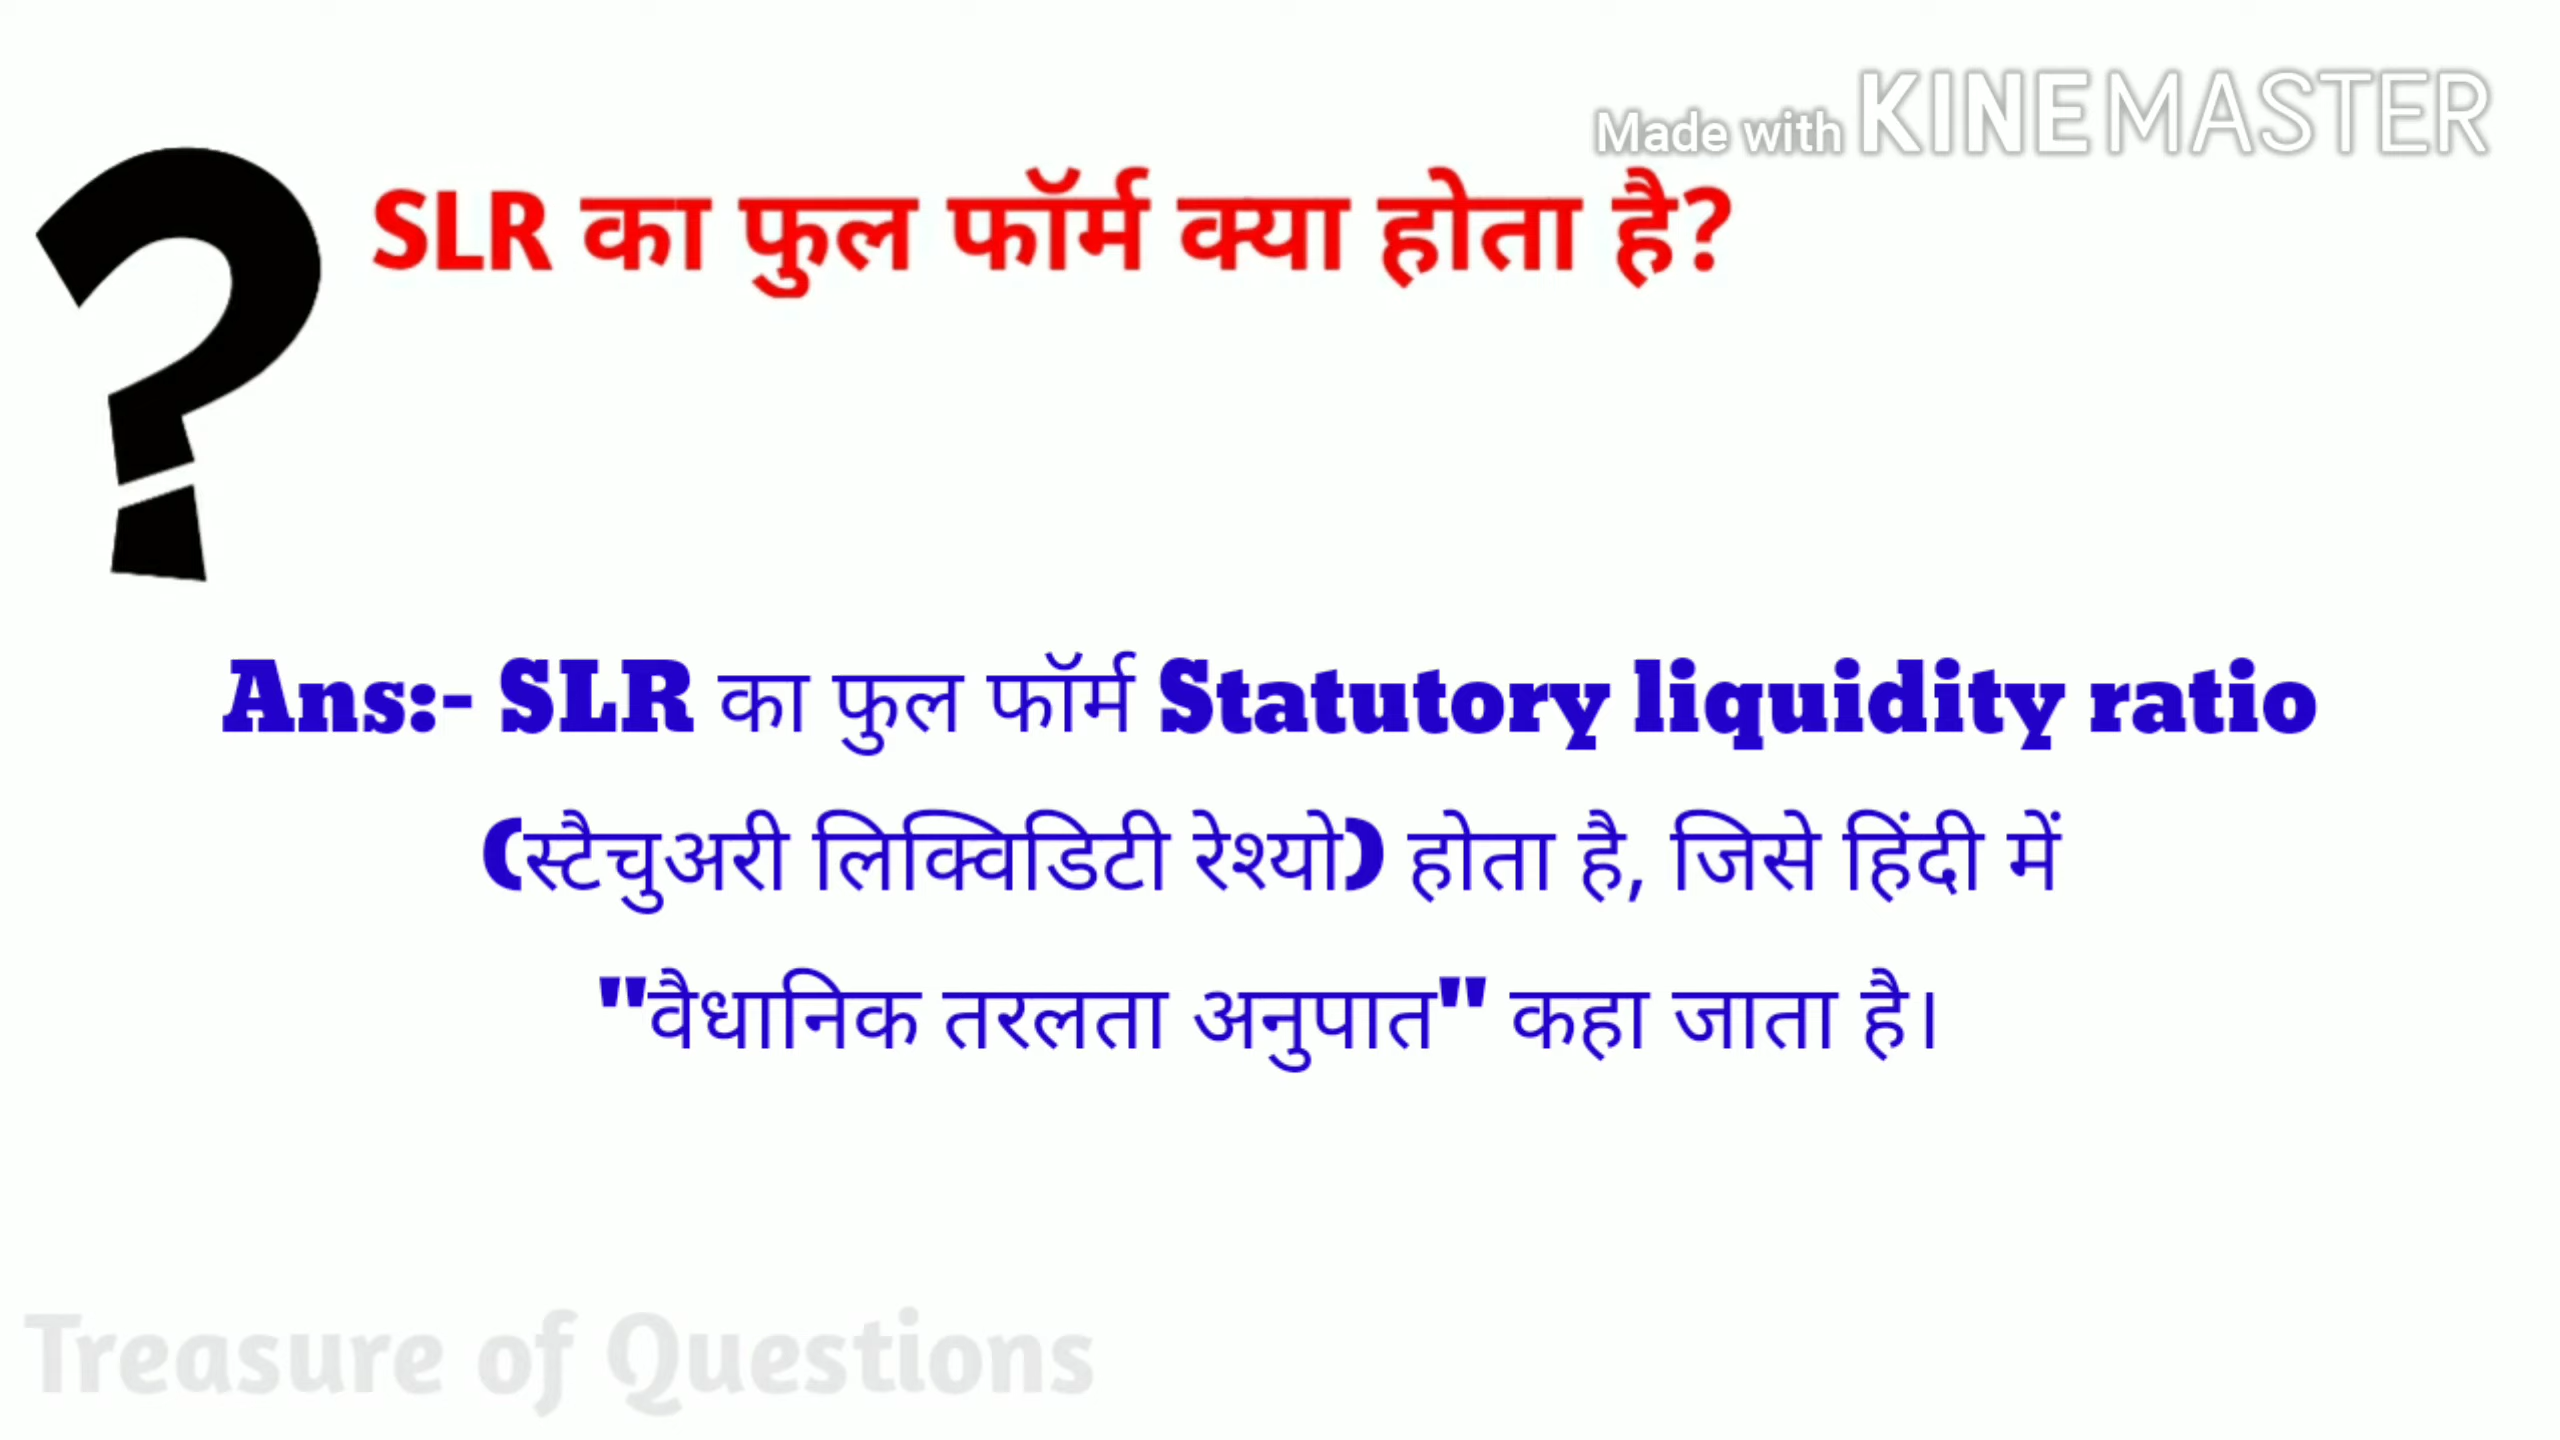 Made with KINEMASTER
SLR का फुल फॉर्म क्या होता है?
Ans:- SLR का फुल फॉर्म Statutory liquidity ratio
(स्टैचुअरी लिक्विडिटी रेश्यो) होता है, जिसे हिंदी में
"वैधानिक तरलता अनुपात" कहा जाता है।
Treasure of Questions